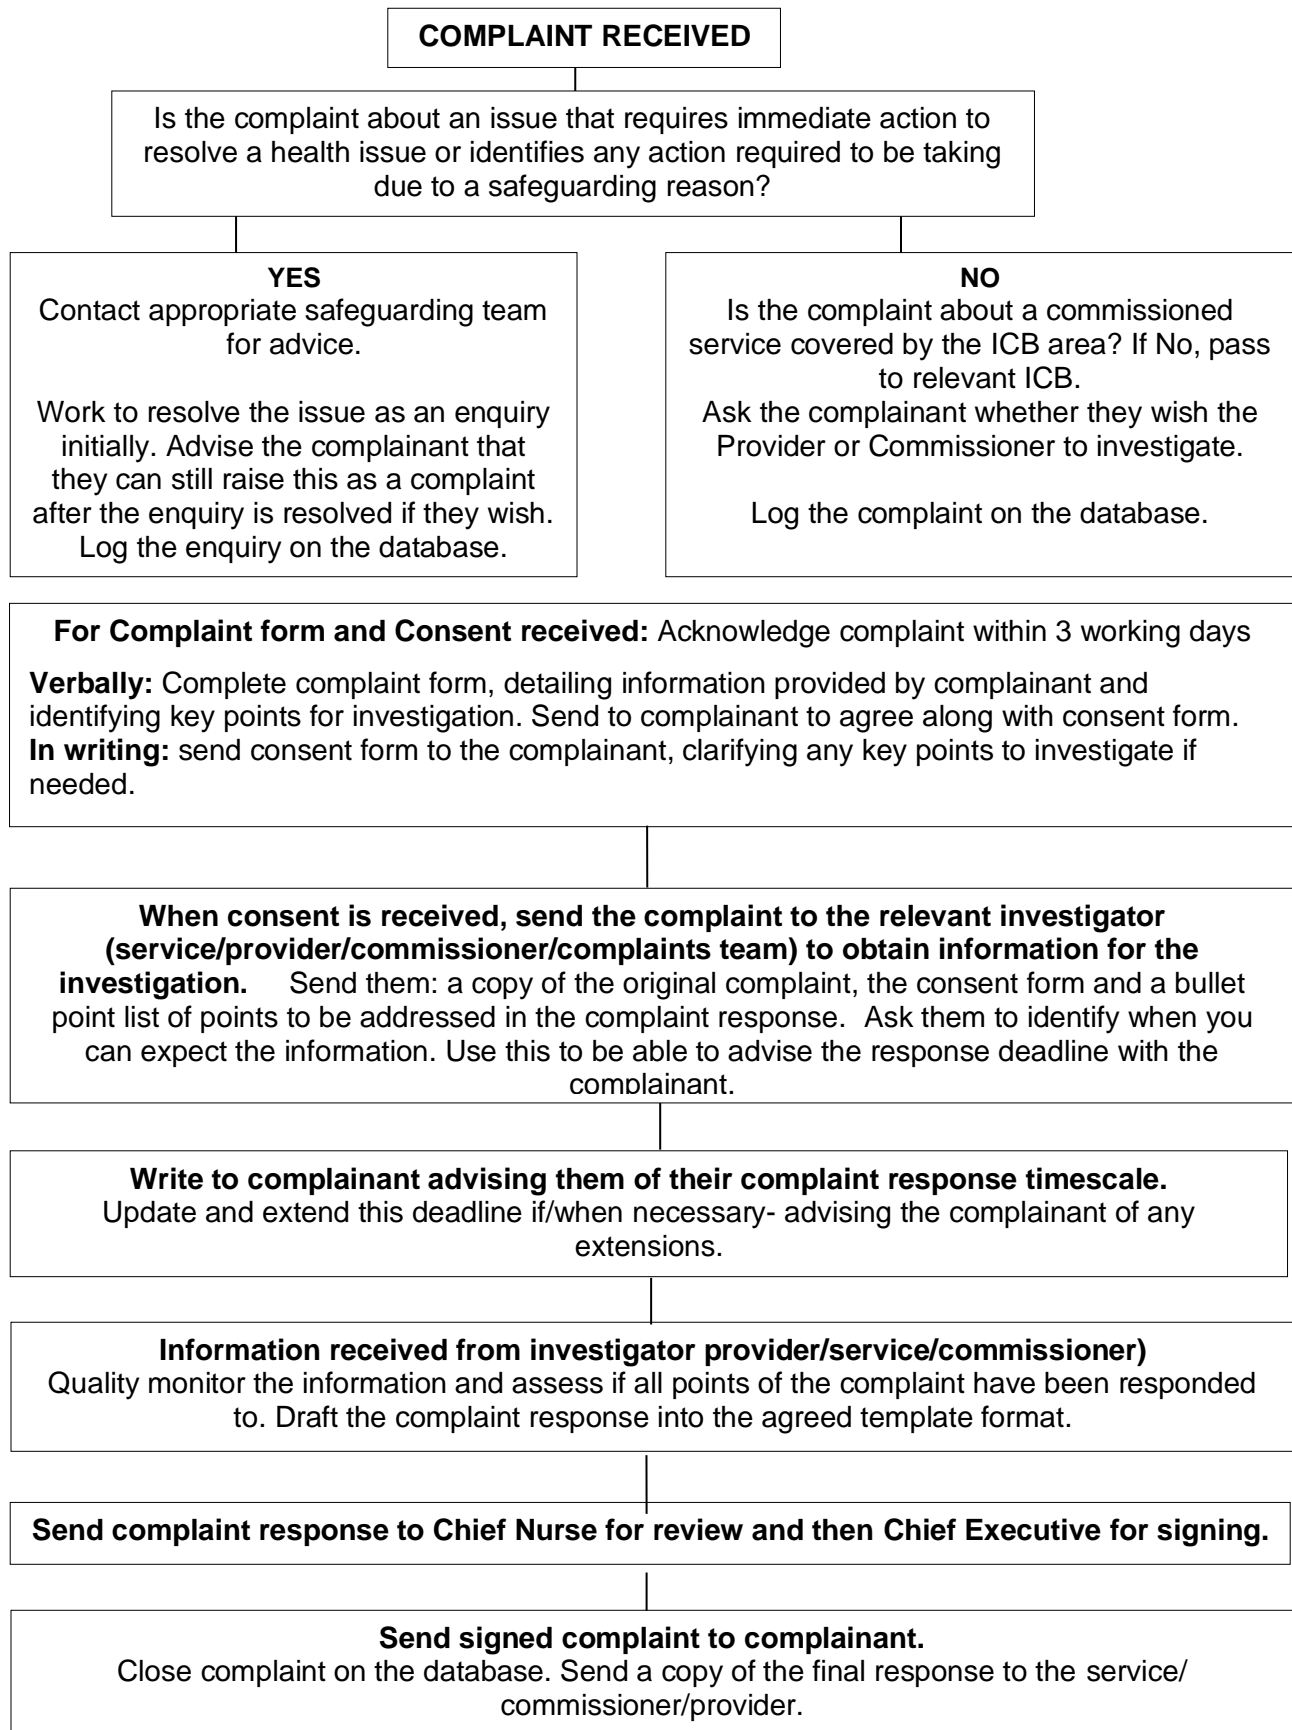 COMPLAINT RECEIVED
Is the complaint about an issue that requires immediate action to
resolve a health issue or identifies any action required to be taking
due to a safeguarding reason?
YES
Contact appropriate safeguarding team
for advice.
Work to resolve the issue as an enquiry
initially. Advise the complainant that
they can still raise this as a complaint
after the enquiry is resolved if they wish.
Log the enquiry on the database.
NO
Is the complaint about a commissioned
service covered by the ICB area? If No, pass
to relevant ICB.
Ask the complainant whether they wish the
Provider or Commissioner to investigate.
Log the complaint on the database.
For Complaint form and Consent received: Acknowledge complaint within 3 working days
Verbally: Complete complaint form, detailing information provided by complainant and
identifying key points for investigation. Send to complainant to agree along with consent form.
In writing: send consent form to the complainant, clarifying any key points to investigate if
needed.
When consent is received, send the complaint to the relevant investigator
(service/provider/commissioner/complaints team) to obtain information for the
investigation. Send them: a copy of the original complaint, the consent form and a bullet
point list of points to be addressed in the complaint response. Ask them to identify when you
can expect the information. Use this to be able to advise the response deadline with the
complainant.
Write to complainant advising them of their complaint response timescale.
Update and extend this deadline if/when necessary- advising the complainant of any
extensions.
Information received from investigator provider/service/commissioner)
Quality monitor the information and assess if all points of the complaint have been responded
to. Draft the complaint response into the agreed template format.
Send complaint response to Chief Nurse for review and then Chief Executive for signing.
Send signed complaint to complainant.
Close complaint on the database. Send a copy of the final response to the service/
commissioner/provider.